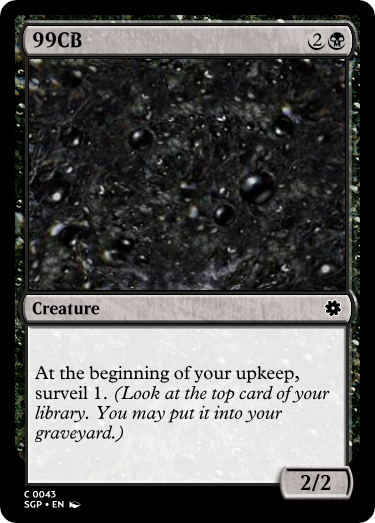 99CB 2
Creature
At the beginning of your upkeep,
surveil 1. (Look at the top card of your
library. You may put it into your
graveyard.)
2/2
C 0043
SGP • EN